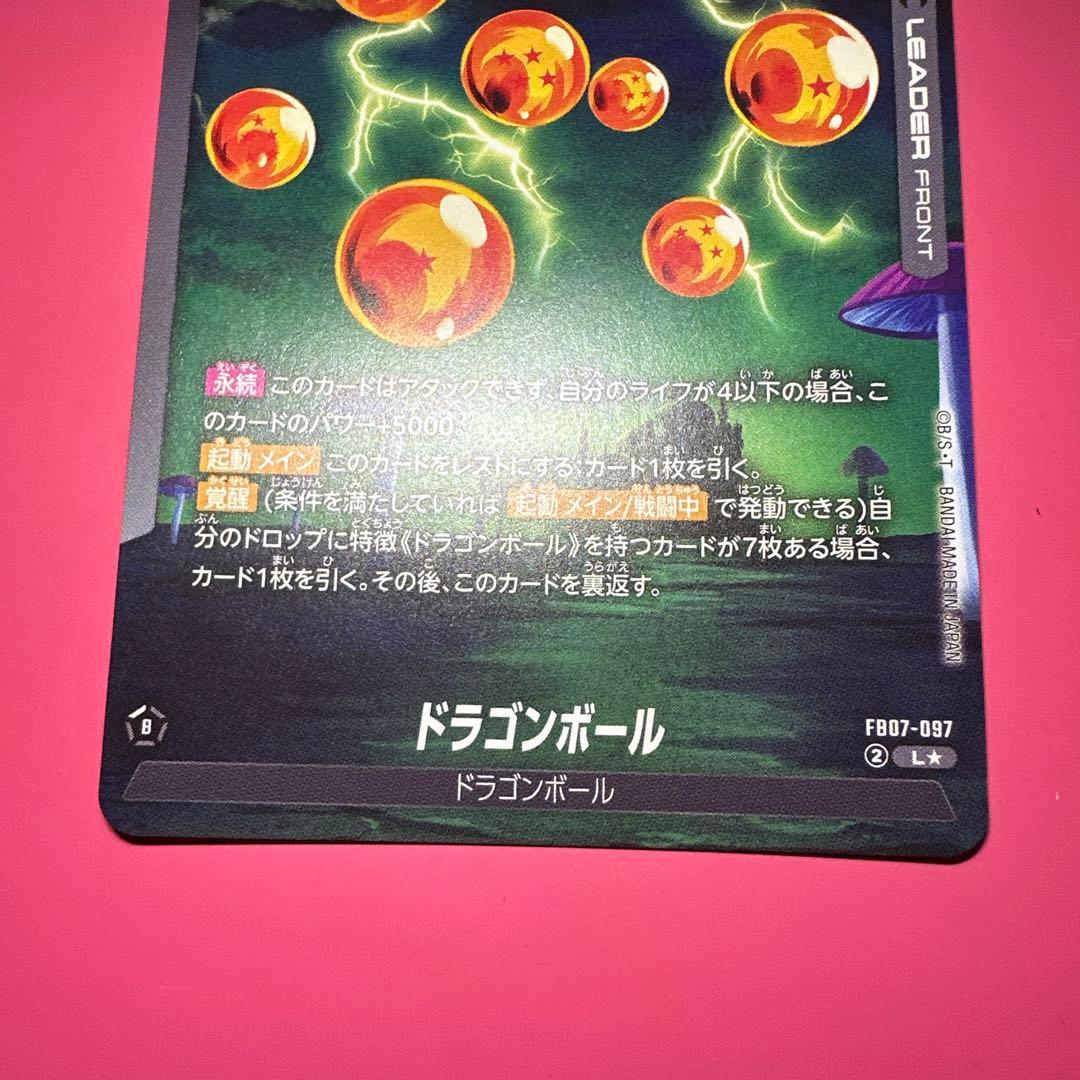 LEADER FRONT
永続 このカードはアタックできず、自分のライフが4以下の場合、こ
のカードのパワー+5000。
起動メイン このカードをレストにする:カード1枚を引く。
覚醒 (条件を満たしていれば 起動メイン/戦闘中 で発動できる)自
分のドロップに特徴《ドラゴンボール》を持つカードが7枚ある場合、
カード1枚を引く。その後、このカードを裏返す。
©B/S・T BANDAI MADE IN JAPAN
B
ドラゴンボール
FB07-097
② L★
ドラゴンボール